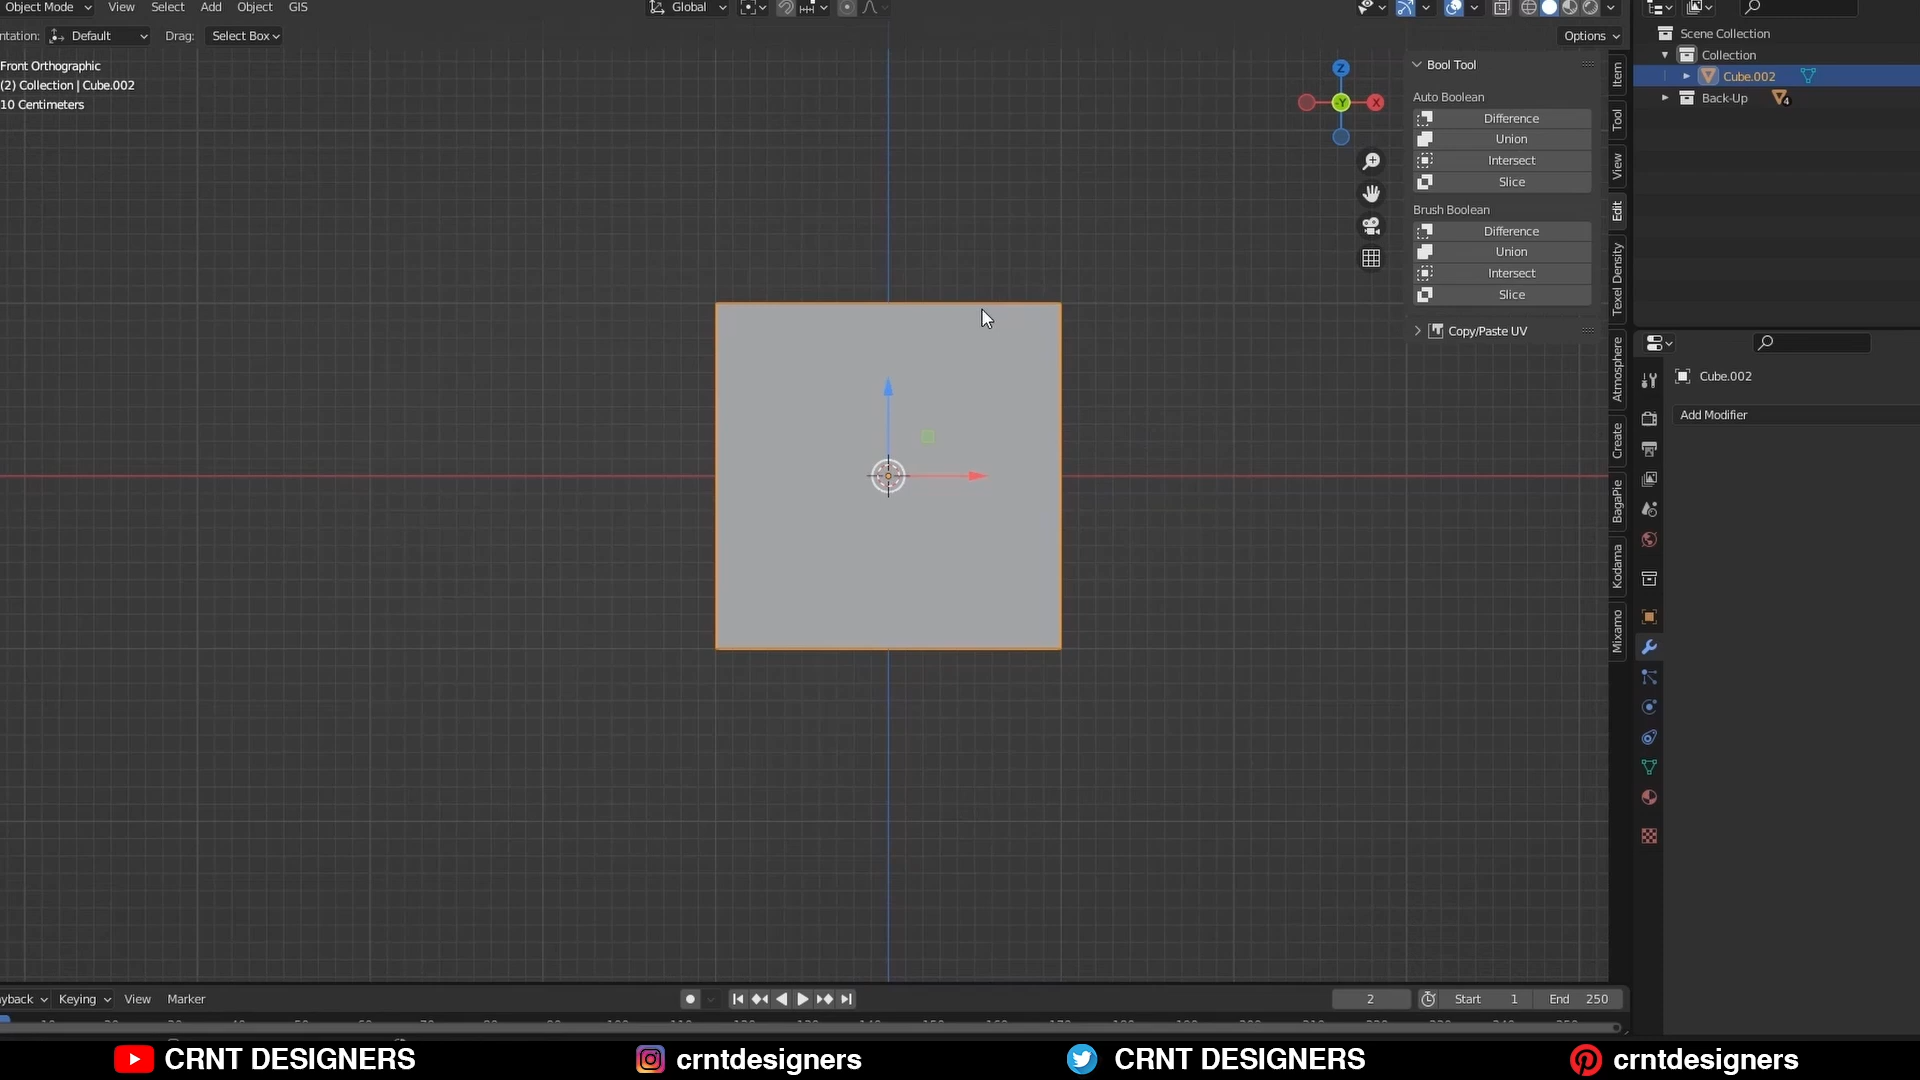 Object Mode View Select Add Object GIS Global
ntation: Default Drag: Select Box Options
Front Orthographic
(2) Collection | Cube.002
10 Centimeters
Z
-Y
X
Bool Tool
Auto Boolean
Difference
Union
Intersect
Slice
Brush Boolean
Difference
Union
Intersect
Slice
Copy/Paste UV
Item
Tool
View
Edit
Texel Density
Atmosphere
Create
BagaPie
Kodama
Mixamo
Scene Collection
Collection
Cube.002
Back-Up 4
Cube.002
Add Modifier
yback Keying View Marker 2 Start 1 End 250
CRNT DESIGNERS crntdesigners CRNT DESIGNERS crntdesigners